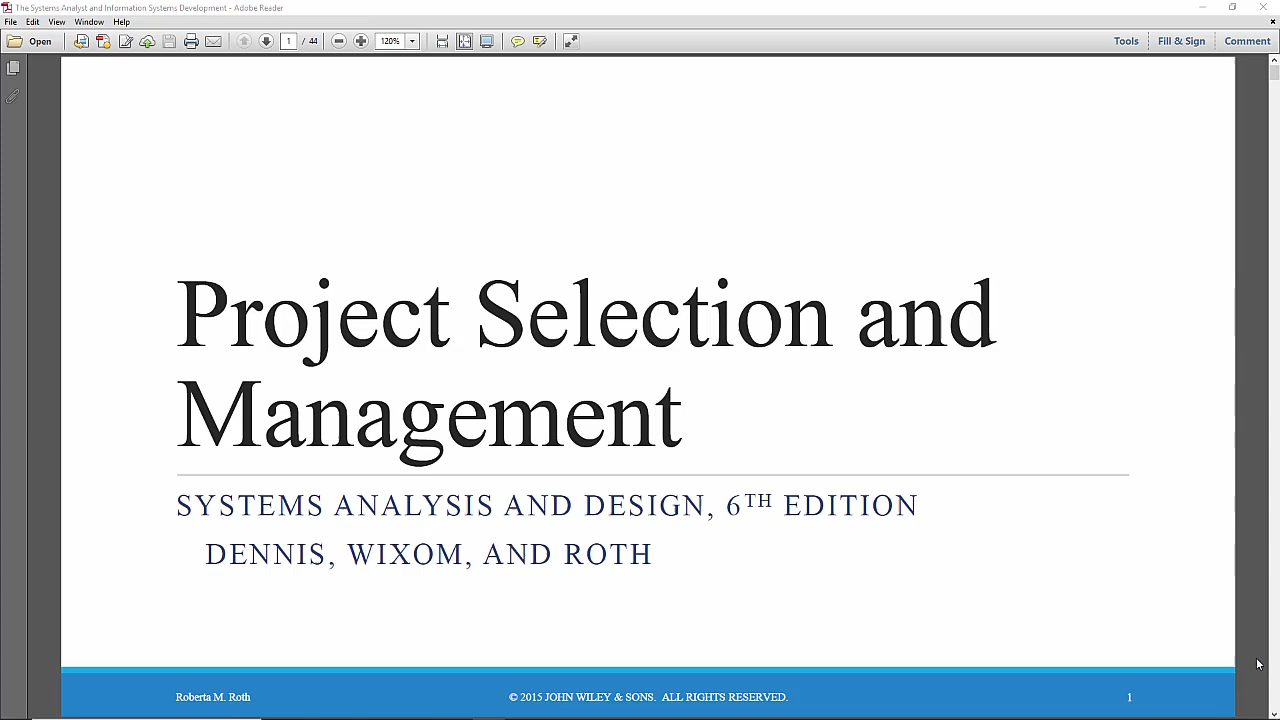 The Systems Analyst and Information Systems Development - Adobe Reader
File Edit View Window Help
Open 1 / 44 120% Tools Fill & Sign Comment
Project Selection and
Management
SYSTEMS ANALYSIS AND DESIGN, 6TH EDITION
DENNIS, WIXOM, AND ROTH
Roberta M. Roth © 2015 JOHN WILEY & SONS. ALL RIGHTS RESERVED. 1